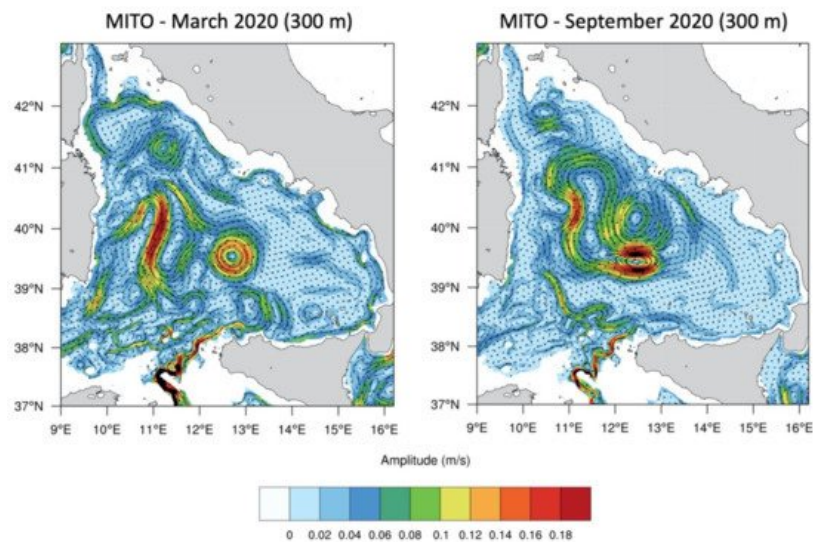 MITO - March 2020 (300 m)
MITO - September 2020 (300 m)
42°N
41°N
40°N
39°N
38°N
37°N
9°E 10°E 11°E 12°E 13°E 14°E 15°E 16°E
42°N
41°N
40°N
39°N
38°N
37°N
9°E 10°E 11°E 12°E 13°E 14°E 15°E 16°E
Amplitude (m/s)
0 0.02 0.04 0.06 0.08 0.1 0.12 0.14 0.16 0.18